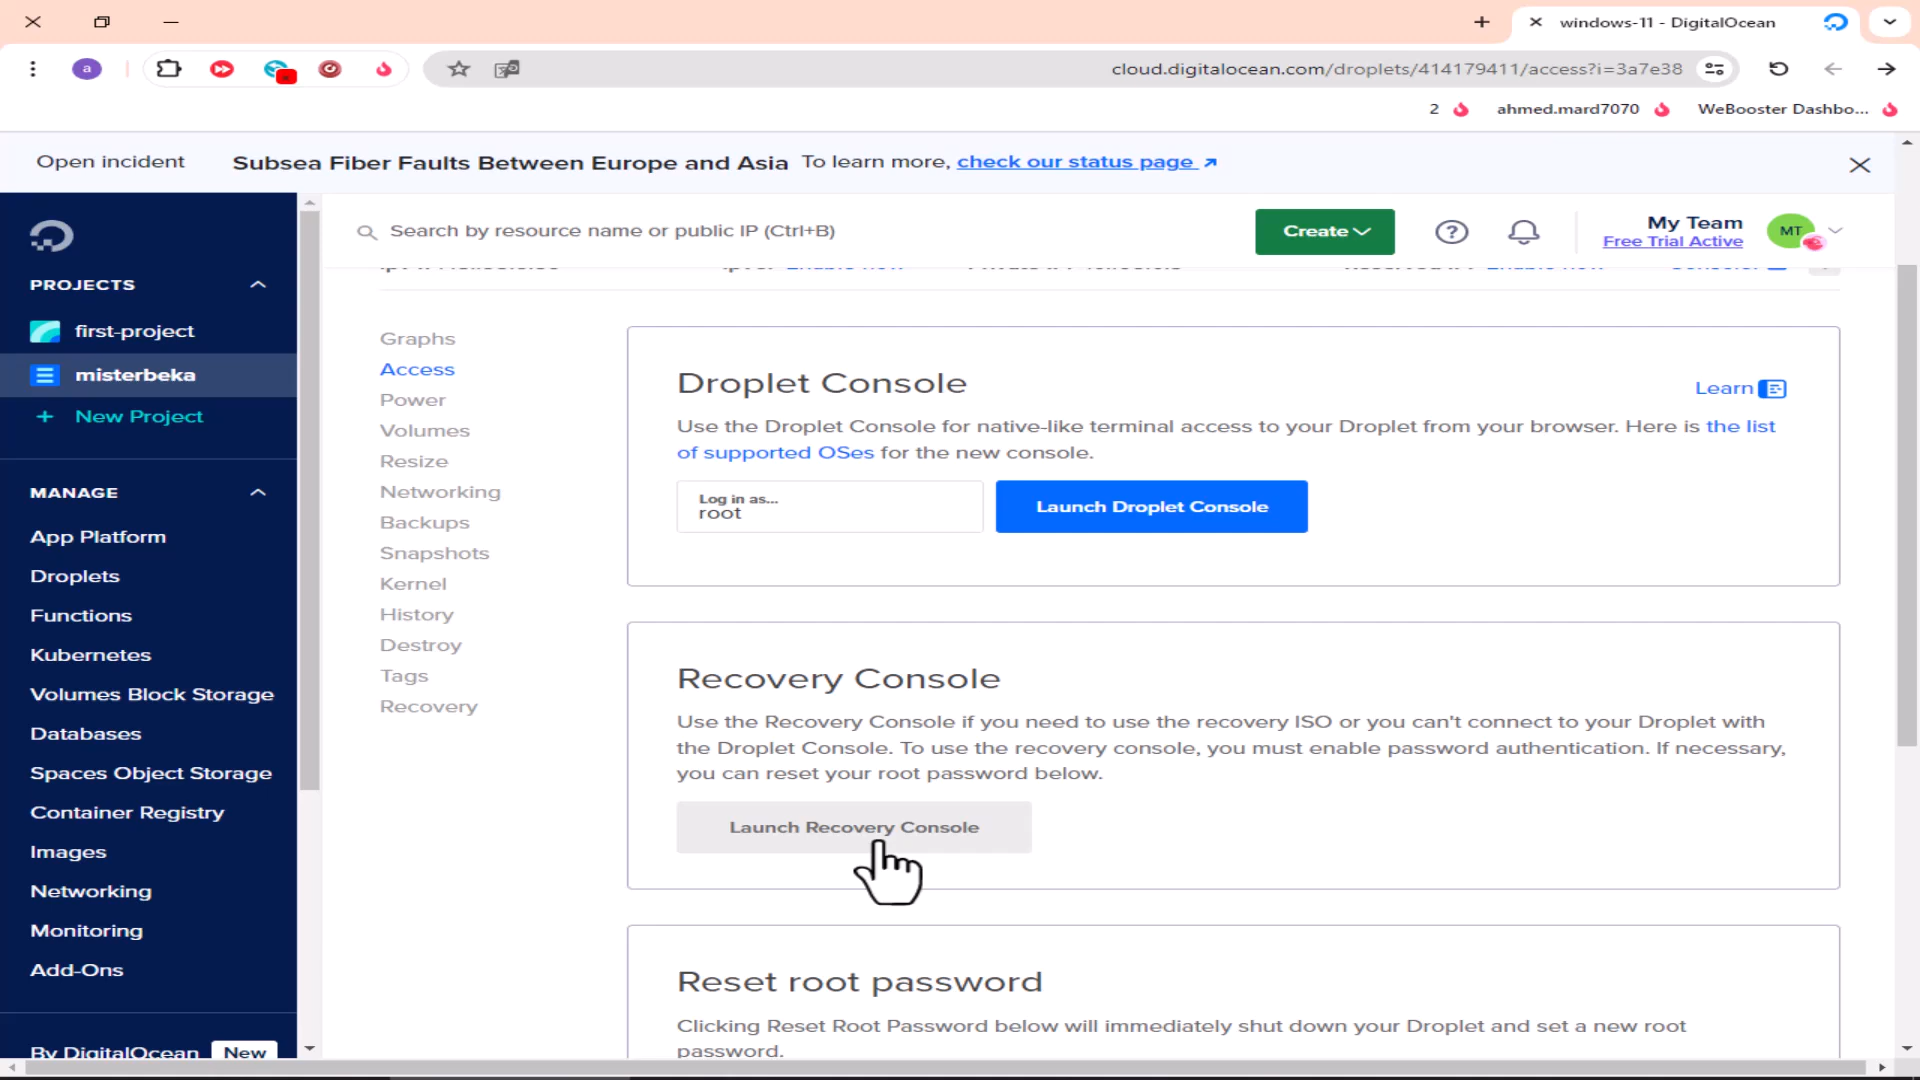 windows-11 - DigitalOcean
a
cloud.digitalocean.com/droplets/414179411/access?i=3a7e38
2
ahmed.mard7070
WeBooster Dashbo...
Open incident
Subsea Fiber Faults Between Europe and Asia To learn more, check our status page
Search by resource name or public IP (Ctrl+B)
Create
My Team
Free Trial Active
MT
PROJECTS
first-project
misterbeka
+ New Project
MANAGE
App Platform
Droplets
Functions
Kubernetes
Volumes Block Storage
Databases
Spaces Object Storage
Container Registry
Images
Networking
Monitoring
Add-Ons
By DigitalOcean New
Graphs
Access
Power
Volumes
Resize
Networking
Backups
Snapshots
Kernel
History
Destroy
Tags
Recovery
Droplet Console
Learn
Use the Droplet Console for native-like terminal access to your Droplet from your browser. Here is the list
of supported OSes for the new console.
Log in as...
root
Launch Droplet Console
Recovery Console
Use the Recovery Console if you need to use the recovery ISO or you can't connect to your Droplet with
the Droplet Console. To use the recovery console, you must enable password authentication. If necessary,
you can reset your root password below.
Launch Recovery Console
Reset root password
Clicking Reset Root Password below will immediately shut down your Droplet and set a new root
password.